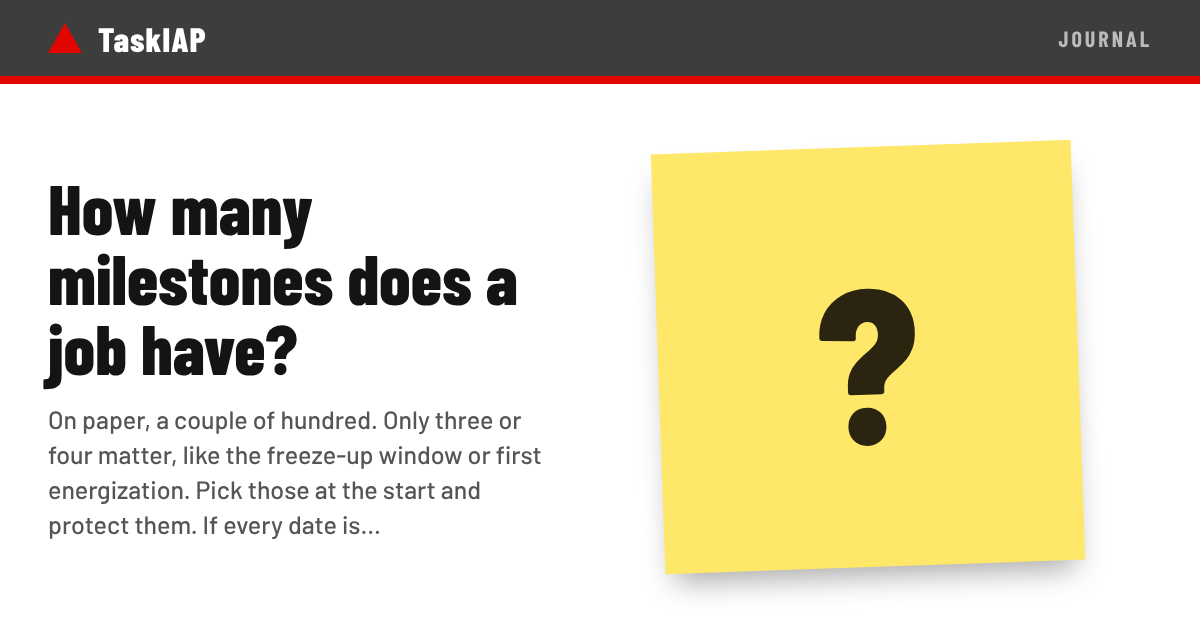 TaskIAP
JOURNAL
How many
milestones does a
job have?
On paper, a couple of hundred. Only three or
four matter, like the freeze-up window or first
energization. Pick those at the start and
protect them. If every date is...
?